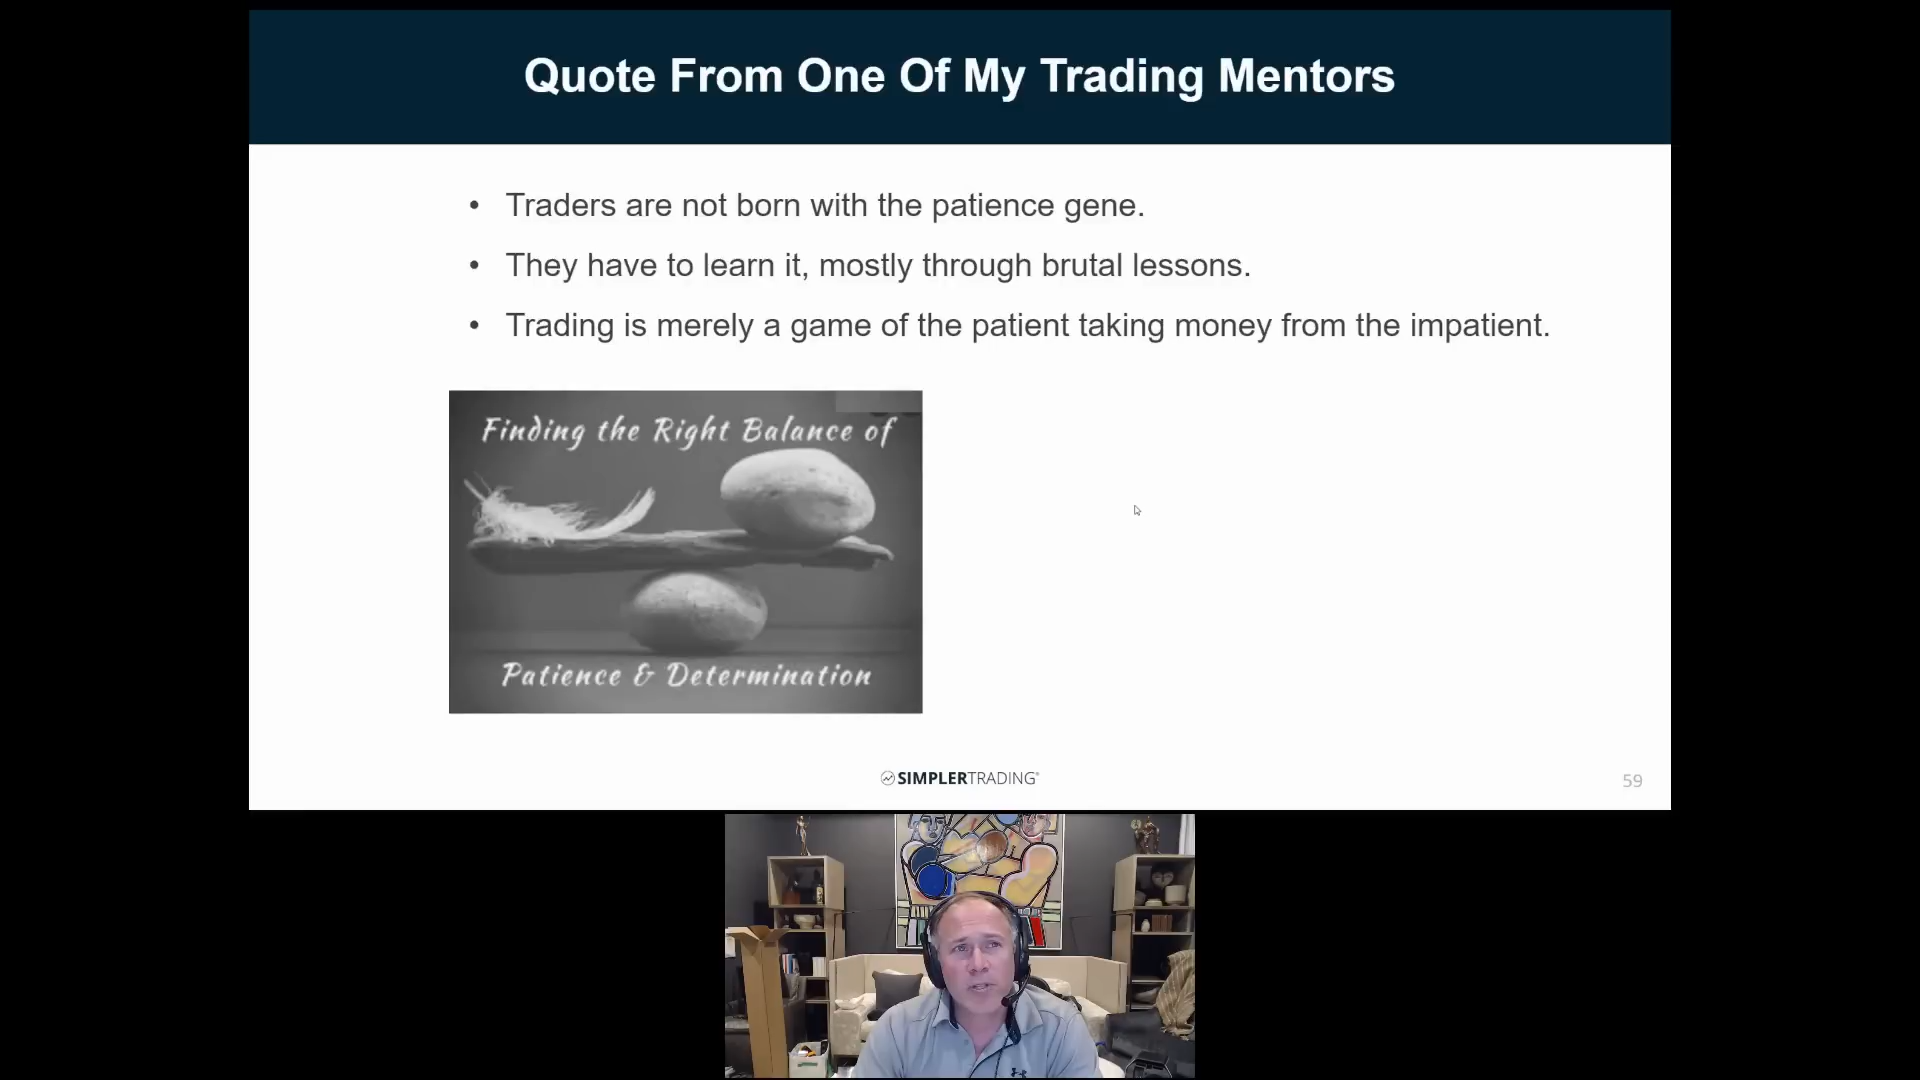 Quote From One Of My Trading Mentors
• Traders are not born with the patience gene.
• They have to learn it, mostly through brutal lessons.
• Trading is merely a game of the patient taking money from the impatient.
Finding the Right Balance of
Patience & Determination
SIMPLERTRADING®
59